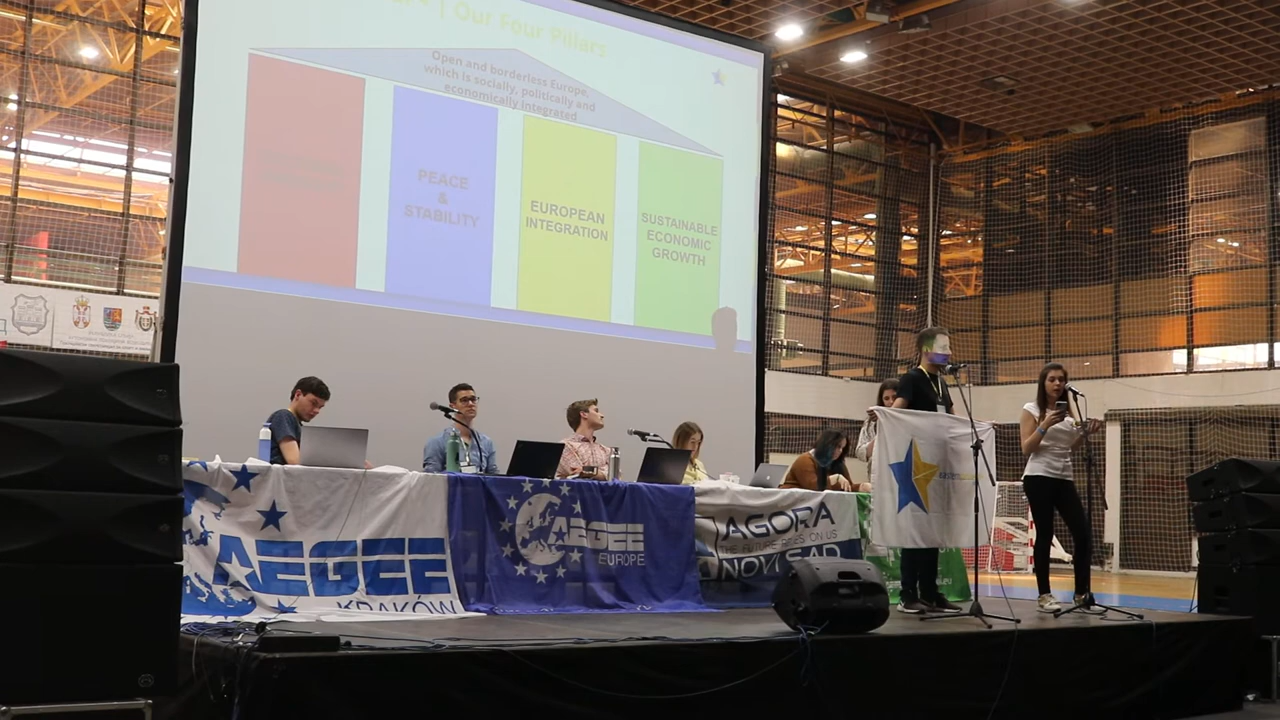 | Our Four Pillars
Open and borderless Europe,
which is socially, politically and
economically integrated
PEACE
&
STABILITY
EUROPEAN
INTEGRATION
SUSTAINABLE
ECONOMIC
GROWTH
AEGEE
KRAKÓW
AEGEE
EUROPE
AGORA
THE FUTURE RELIES ON US
NOVI SAD